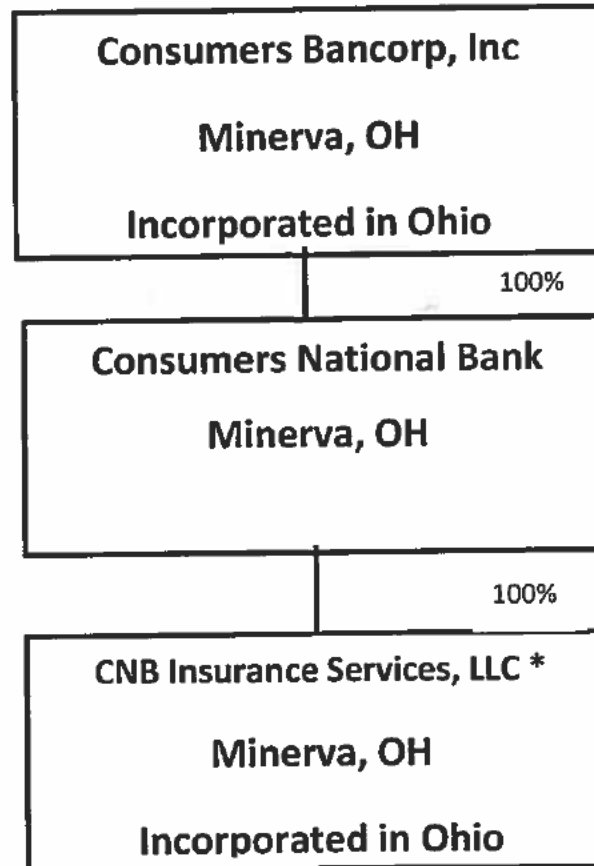 Consumers Bancorp, Inc
Minerva, OH
Incorporated in Ohio
100%
Consumers National Bank
Minerva, OH
100%
CNB Insurance Services, LLC *
Minerva, OH
Incorporated in Ohio